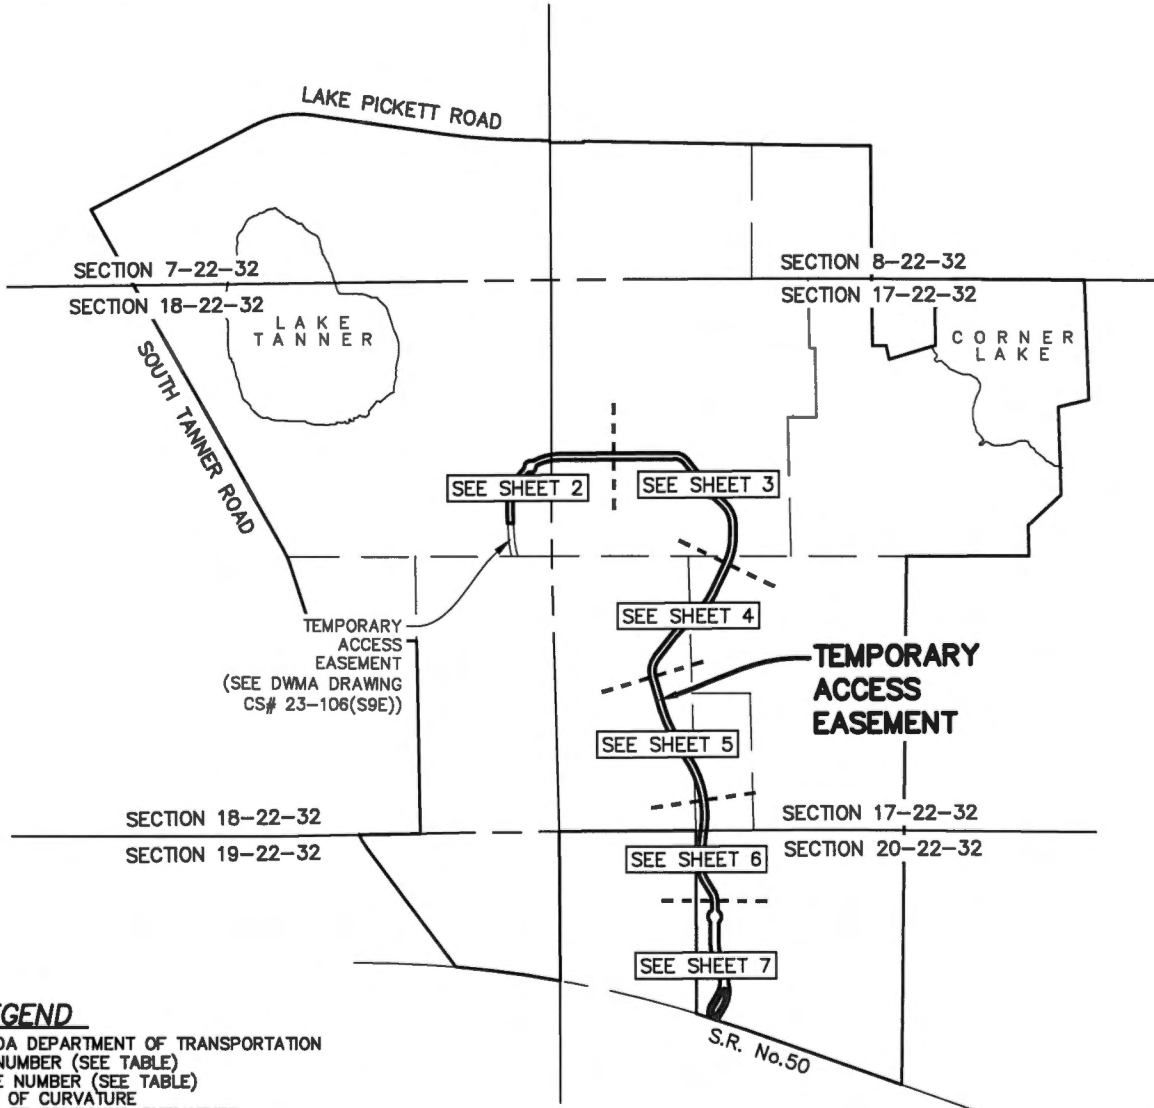 LAKE PICKETT ROAD
SECTION 7-22-32
SECTION 8-22-32
SECTION 18-22-32
SECTION 17-22-32
LAKE
TANNER
CORNER
LAKE
SOUTH TANNER ROAD
SEE SHEET 2
SEE SHEET 3
SEE SHEET 4
TEMPORARY
ACCESS
EASEMENT
(SEE DWMA DRAWING
CS# 23-106(S9E))
TEMPORARY
ACCESS
EASEMENT
SEE SHEET 5
SECTION 18-22-32
SECTION 17-22-32
SECTION 19-22-32
SECTION 20-22-32
SEE SHEET 6
SEE SHEET 7
S.R. No.50
EGEND
DA DEPARTMENT OF TRANSPORTATION
NUMBER (SEE TABLE)
E NUMBER (SEE TABLE)
OF CURVATURE